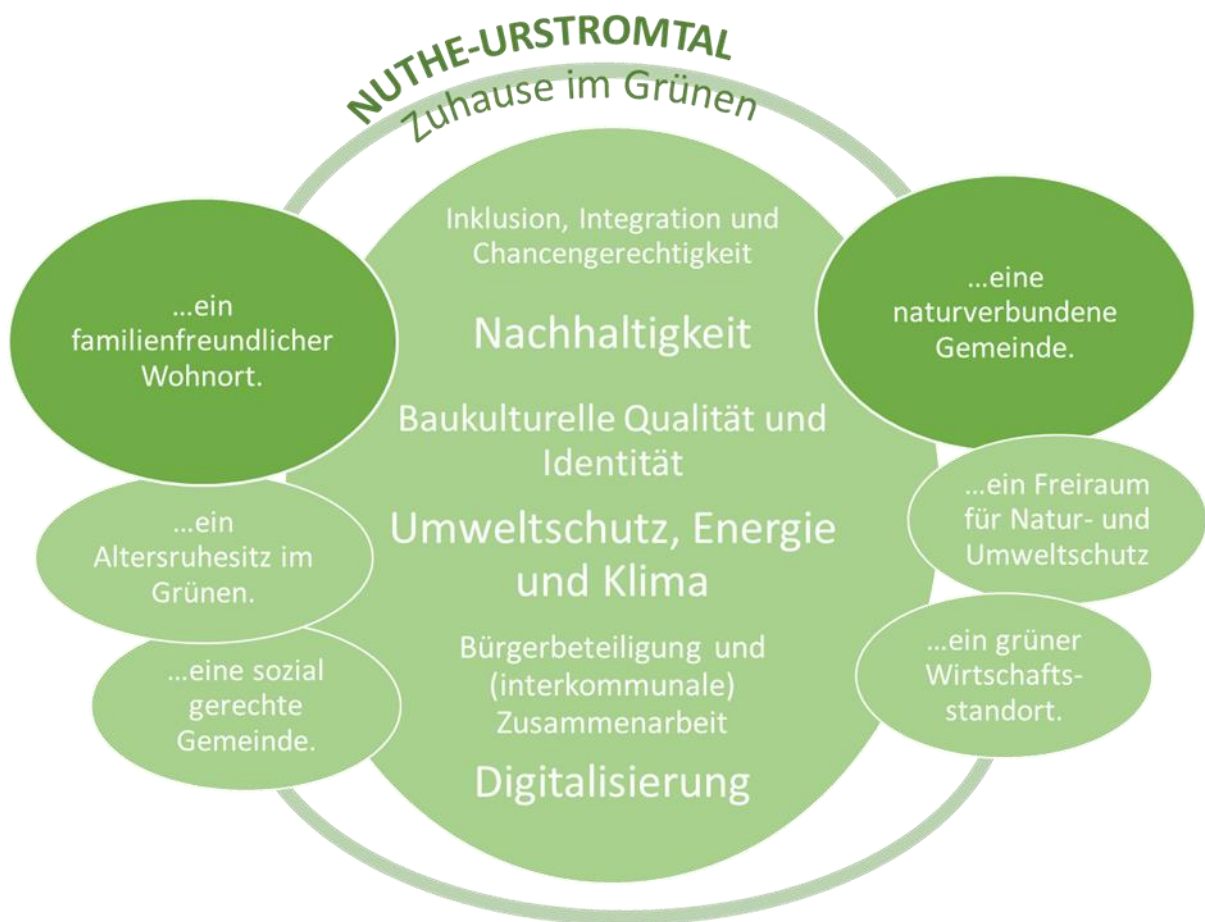 NUTHE-URSTROMTAL
Zuhause im Grünen
Inklusion, Integration und
Chancengerechtigkeit
Nachhaltigkeit
Baukulturelle Qualität und
Identität
Umweltschutz, Energie
und Klima
Bürgerbeteiligung und
(interkommunale)
Zusammenarbeit
Digitalisierung
...ein
familienfreundlicher
Wohnort.
...ein
Altersruhesitz im
Grünen.
...eine sozial
gerechte
Gemeinde.
...eine
naturverbundene
Gemeinde.
...ein Freiraum
für Natur- und
Umweltschutz
...ein grüner
Wirtschafts-
standort.